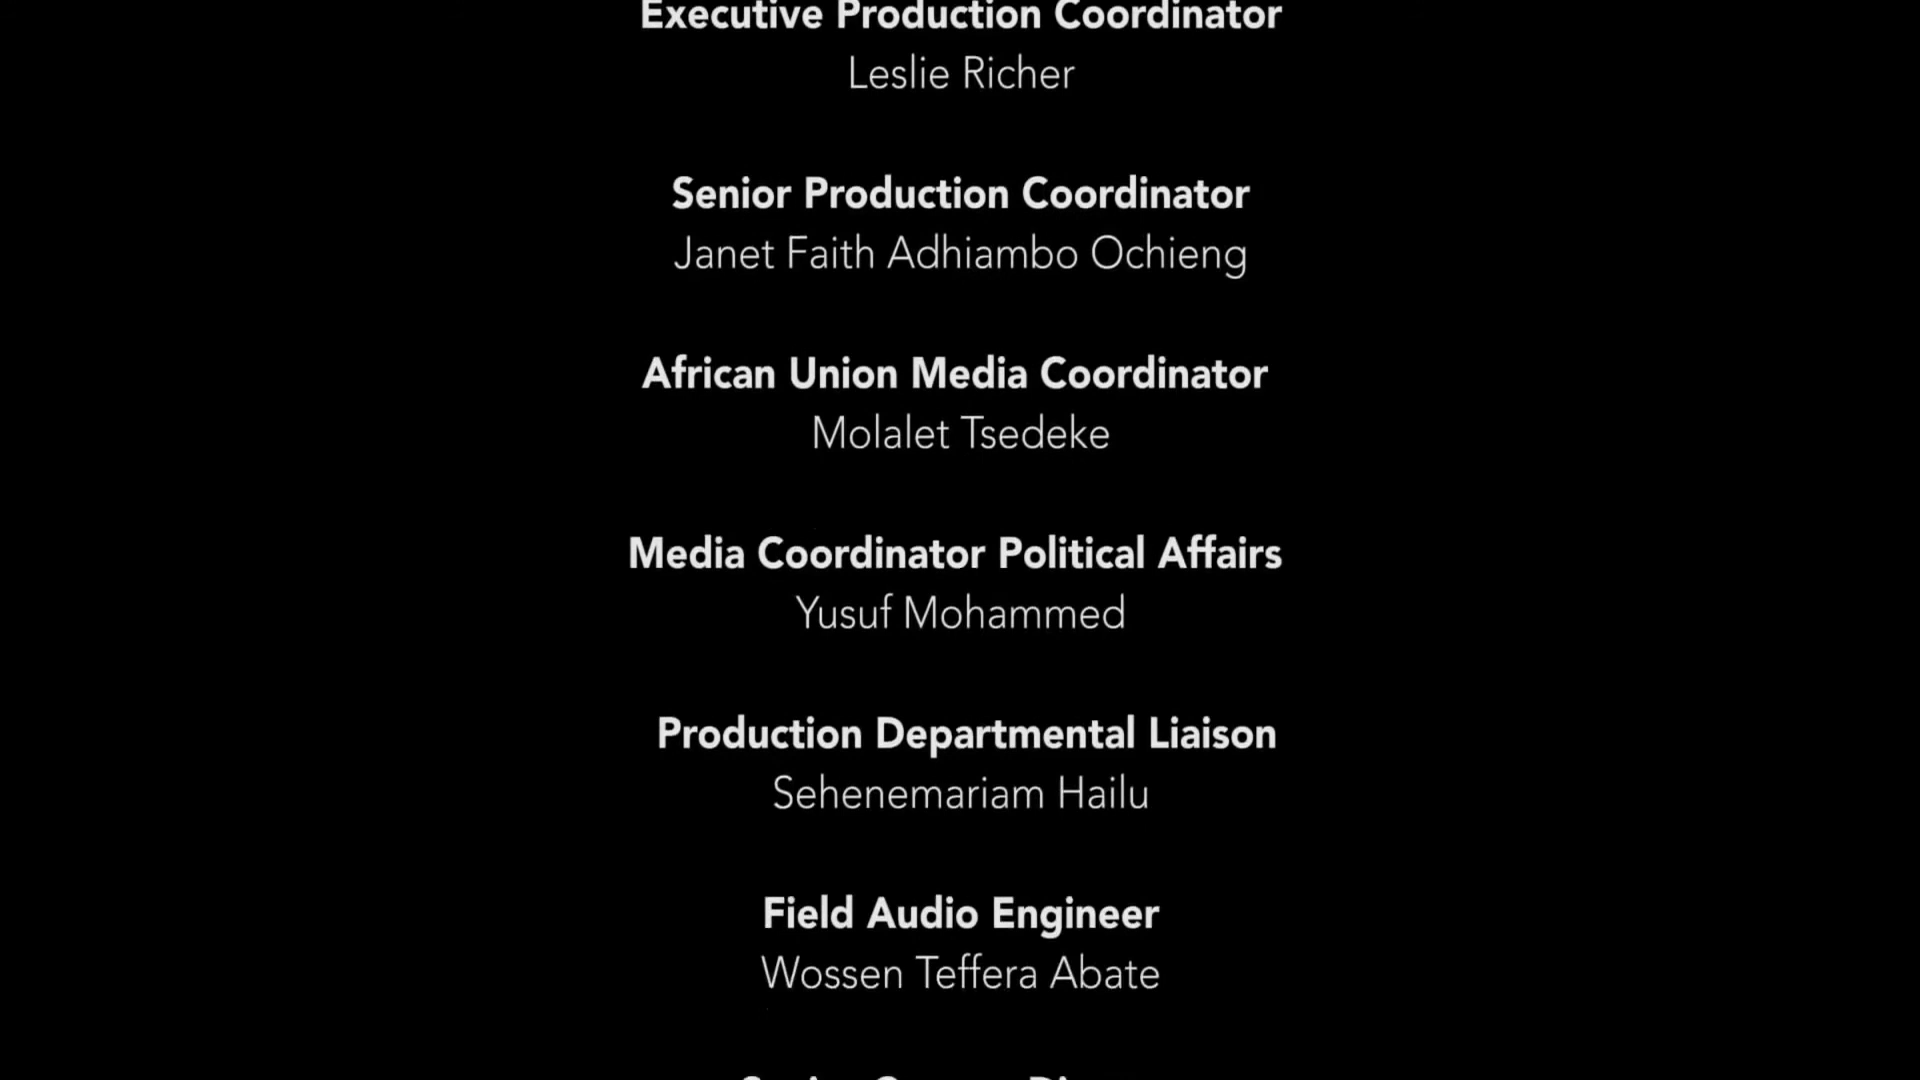 Executive Production Coordinator
Leslie Richer
Senior Production Coordinator
Janet Faith Adhiambo Ochieng
African Union Media Coordinator
Molalet Tsedeke
Media Coordinator Political Affairs
Yusuf Mohammed
Production Departmental Liaison
Sehenemariam Hailu
Field Audio Engineer
Wossen Teffera Abate